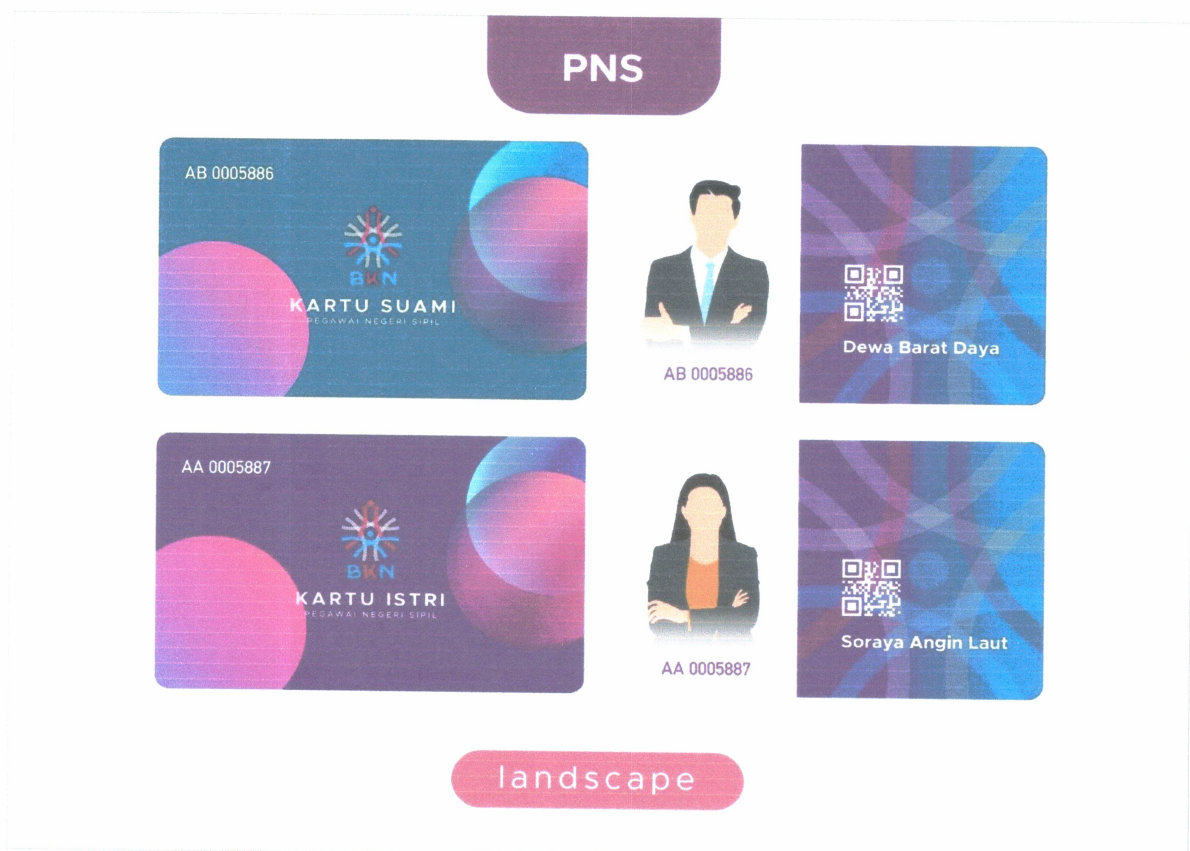 PNS
AB 0005886
BKN
KARTU SUAMI
PEGAWAI NEGERI SIPIL
AB 0005886
Dewa Barat Daya
AA 0005887
BKN
KARTU ISTRI
PEGAWAI NEGERI SIPIL
AA 0005887
Soraya Angin Laut
landscape